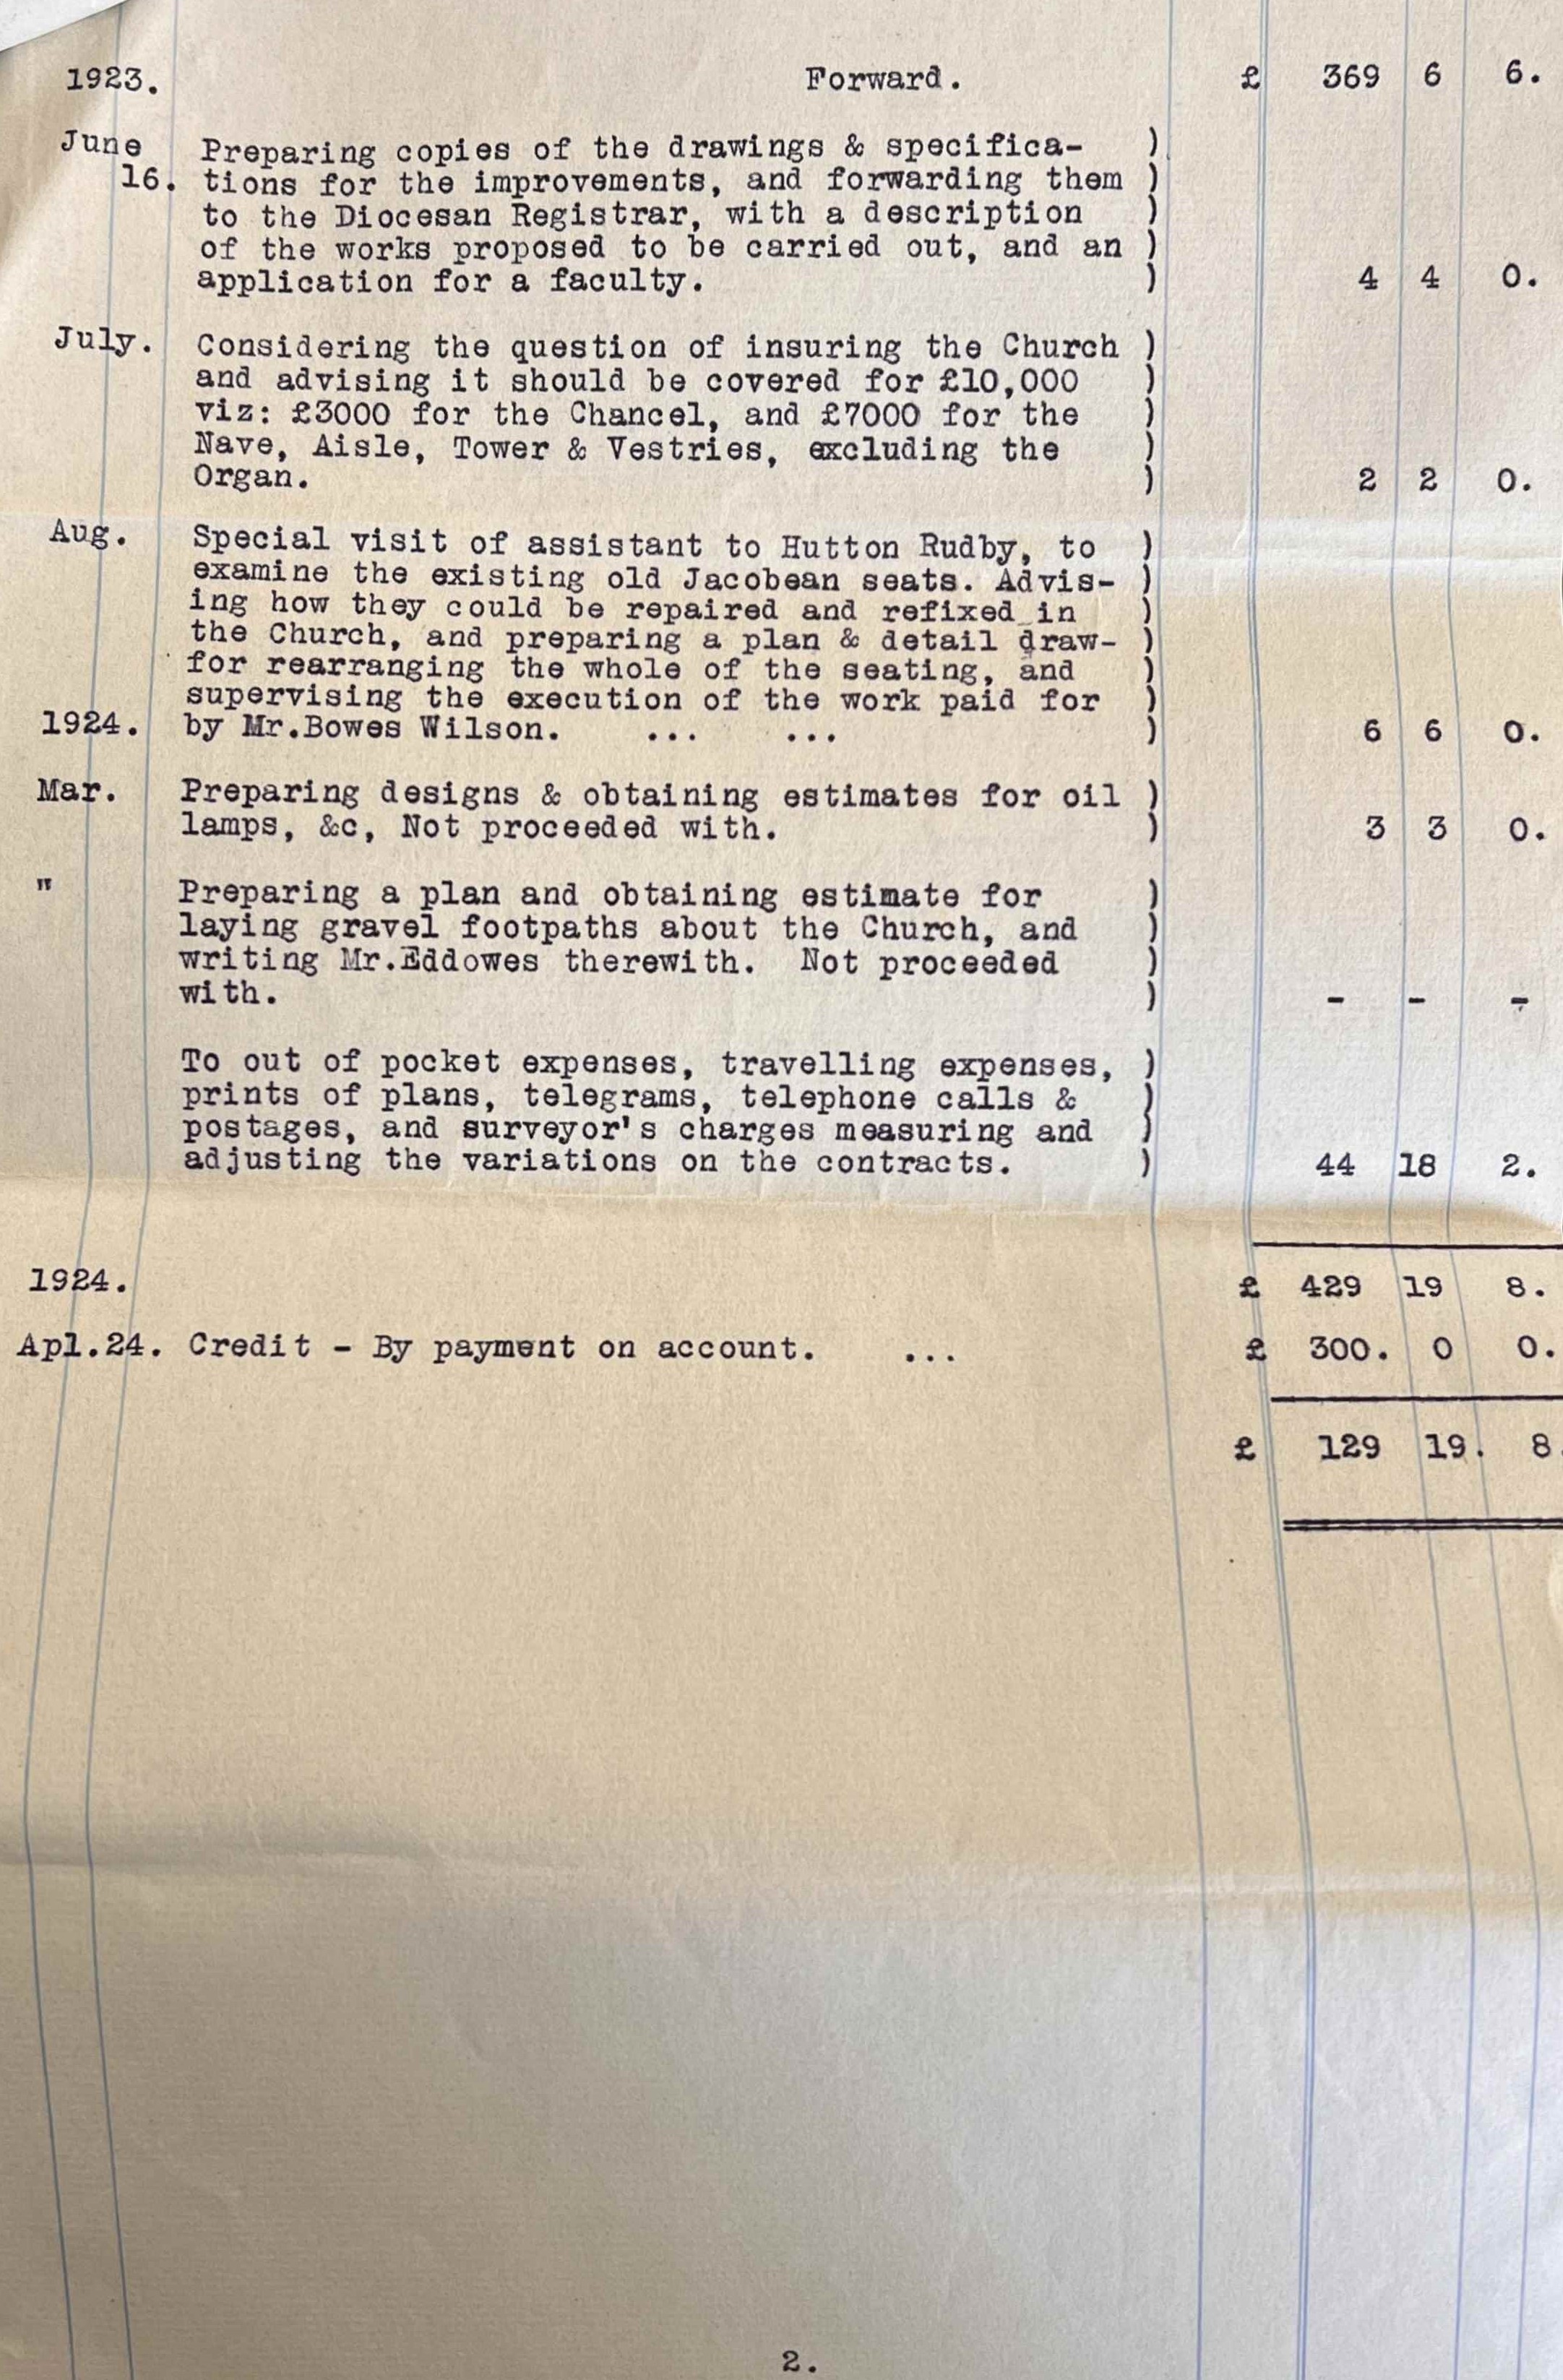 1923. Forward. £ 369 6 6.
June Preparing copies of the drawings & specifica- )
16. tions for the improvements, and forwarding them )
to the Diocesan Registrar, with a description )
of the works proposed to be carried out, and an )
application for a faculty. ) 4 4 0.
July. Considering the question of insuring the Church )
and advising it should be covered for £10,000 )
viz: £3000 for the Chancel, and £7000 for the )
Nave, Aisle, Tower & Vestries, excluding the )
Organ. ) 2 2 0.
Aug. Special visit of assistant to Hutton Rudby, to )
examine the existing old Jacobean seats. Advis- )
ing how they could be repaired and refixed in )
the Church, and preparing a plan & detail draw- )
for rearranging the whole of the seating, and )
supervising the execution of the work paid for )
1924. by Mr.Bowes Wilson. ... ... ) 6 6 0.
Mar. Preparing designs & obtaining estimates for oil )
lamps, &c, Not proceeded with. ) 3 3 0.
" Preparing a plan and obtaining estimate for )
laying gravel footpaths about the Church, and )
writing Mr.Eddowes therewith. Not proceeded )
with. ) - - -
To out of pocket expenses, travelling expenses, )
prints of plans, telegrams, telephone calls & )
postages, and surveyor's charges measuring and )
adjusting the variations on the contracts. ) 44 18 2.
1924. £ 429 19 8.
Apl.24. Credit - By payment on account. ... £ 300. 0 0.
£ 129 19. 8.
2.